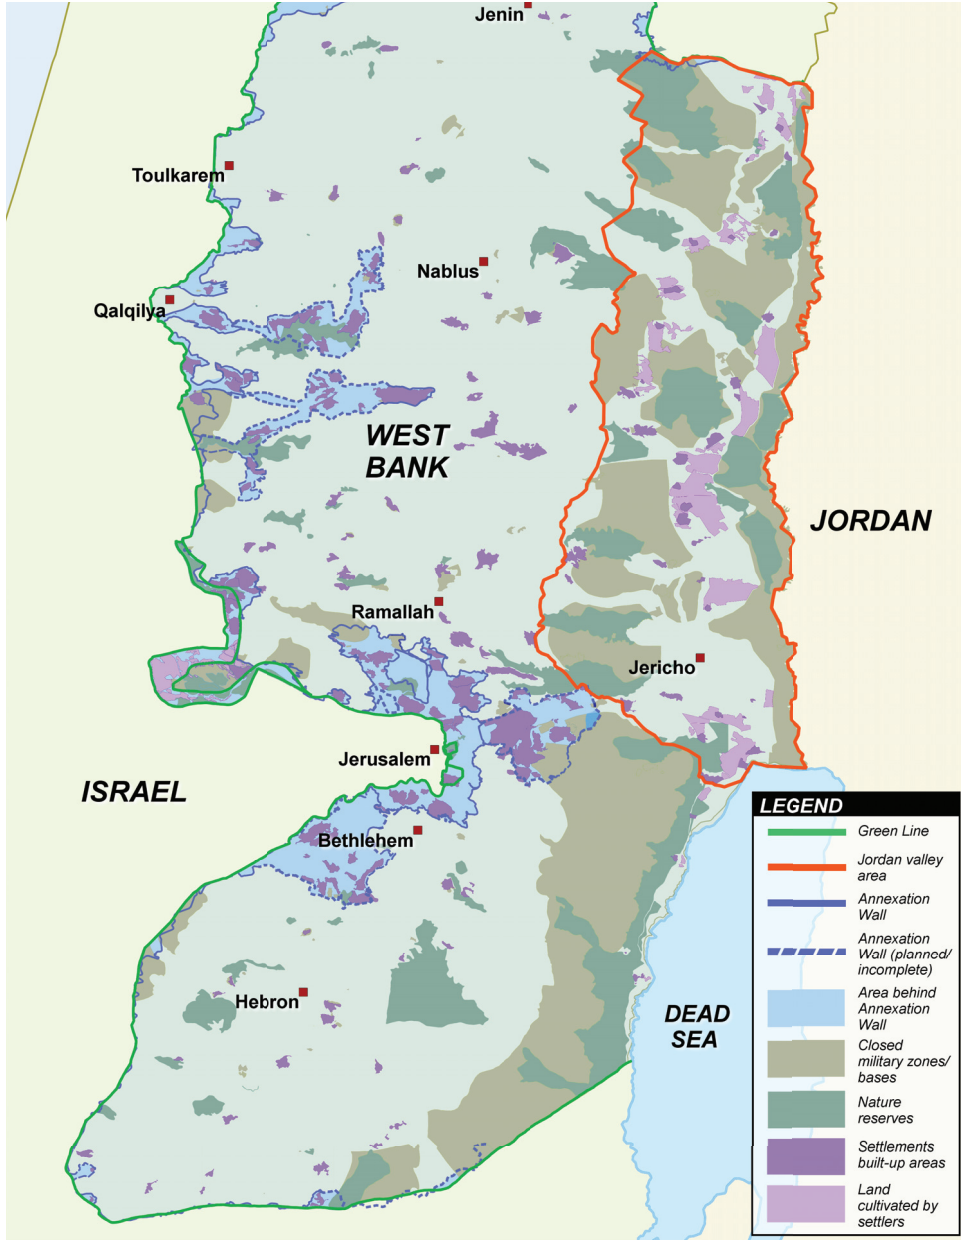 Jenin
Toulkarem
Nablus
Qalqilya
WEST
BANK
JORDAN
Ramallah
Jericho
Jerusalem
ISRAEL
Bethlehem
Hebron
DEAD
SEA
LEGEND
Green Line
Jordan valley
area
Annexation
Wall
Annexation
Wall (planned/
incomplete)
Area behind
Annexation
Wall
Closed
military zones/
bases
Nature
reserves
Settlements
built-up areas
Land
cultivated by
settlers